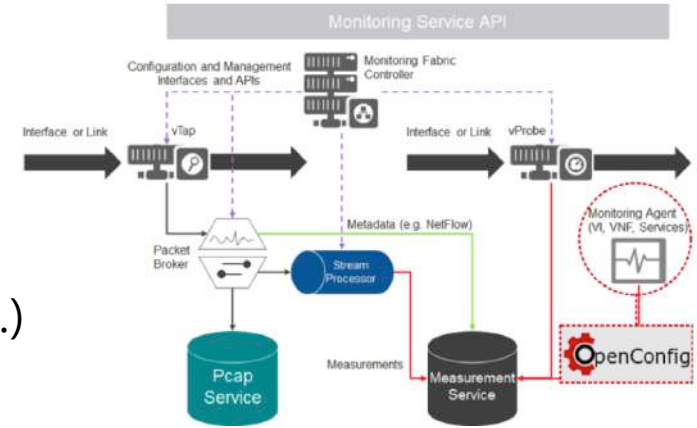 Monitoring Service API
Configuration and Management
Interfaces and APIs
Monitoring Fabric
Controller
Interface or Link
vTap
Interface or Link
vProbe
Monitoring Agent
(VI, VNF, Services)
Metadata (e.g. NetFlow)
Packet
Broker
Stream
Processor
.)
OpenConfig
Measurements
Pcap
Service
Measurement
Service